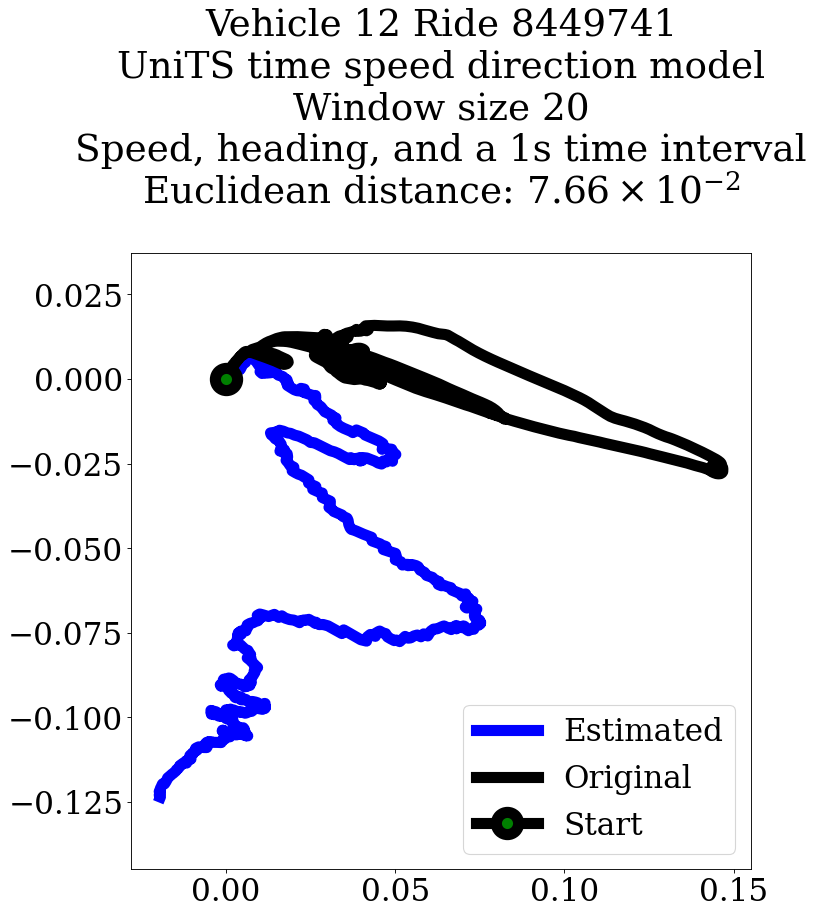 Vehicle 12 Ride 8449741
UniTS time speed direction model
Window size 20
Speed, heading, and a 1s time interval
Euclidean distance: 7.66 × 10⁻²
0.025
0.000
−0.025
−0.050
−0.075
−0.100
−0.125
0.00 0.05 0.10 0.15
Estimated
Original
Start